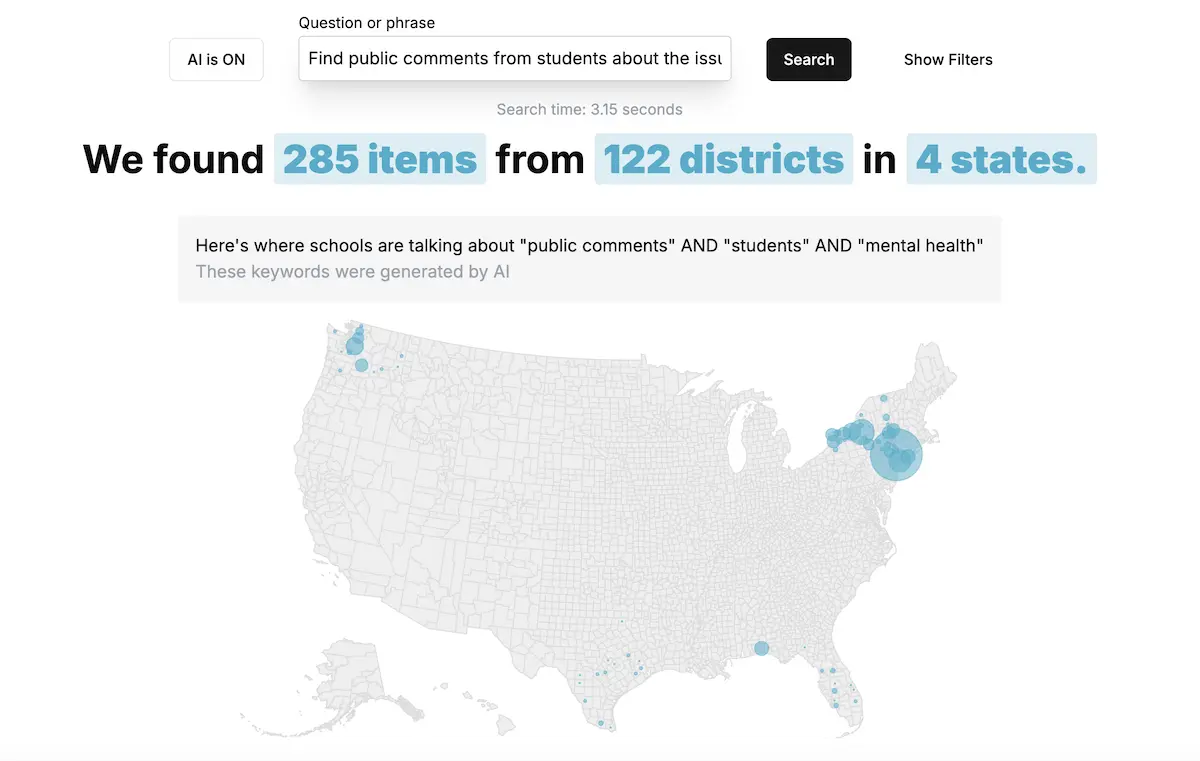 Question or phrase
AI is ON
Find public comments from students about the issu
Search
Show Filters
Search time: 3.15 seconds
We found 285 items from 122 districts in 4 states.
Here's where schools are talking about "public comments" AND "students" AND "mental health"
These keywords were generated by AI